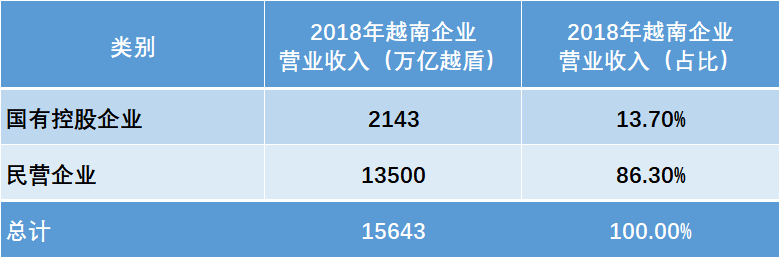 类别 2018年越南企业 2018年越南企业
营业收入（万亿越盾） 营业收入（占比）
国有控股企业 2143 13.70%
民营企业 13500 86.30%
总计 15643 100.00%